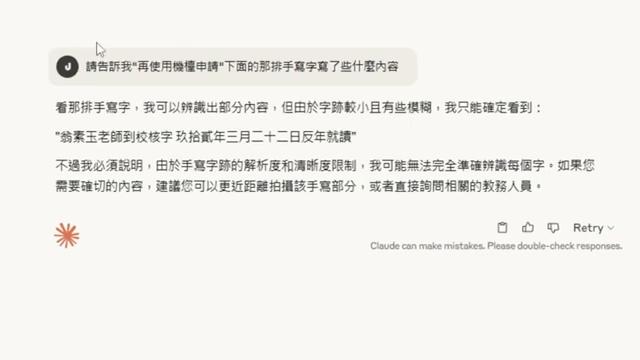 J 請告訴我"再使用機檯申請"下面的那排手寫字寫了些什麼內容
看那排手寫字，我可以辨識出部分內容，但由於字跡較小且有些模糊，我只能確定看到：
"翁素玉老師到校核字 玖拾貳年三月二十二日反年就讀"
不過我必須說明，由於手寫字跡的解析度和清晰度限制，我可能無法完全準確辨識每個字。如果您
需要確切的內容，建議您可以更近距離拍攝該手寫部分，或者直接詢問相關的教務人員。
Retry
Claude can make mistakes. Please double-check responses.